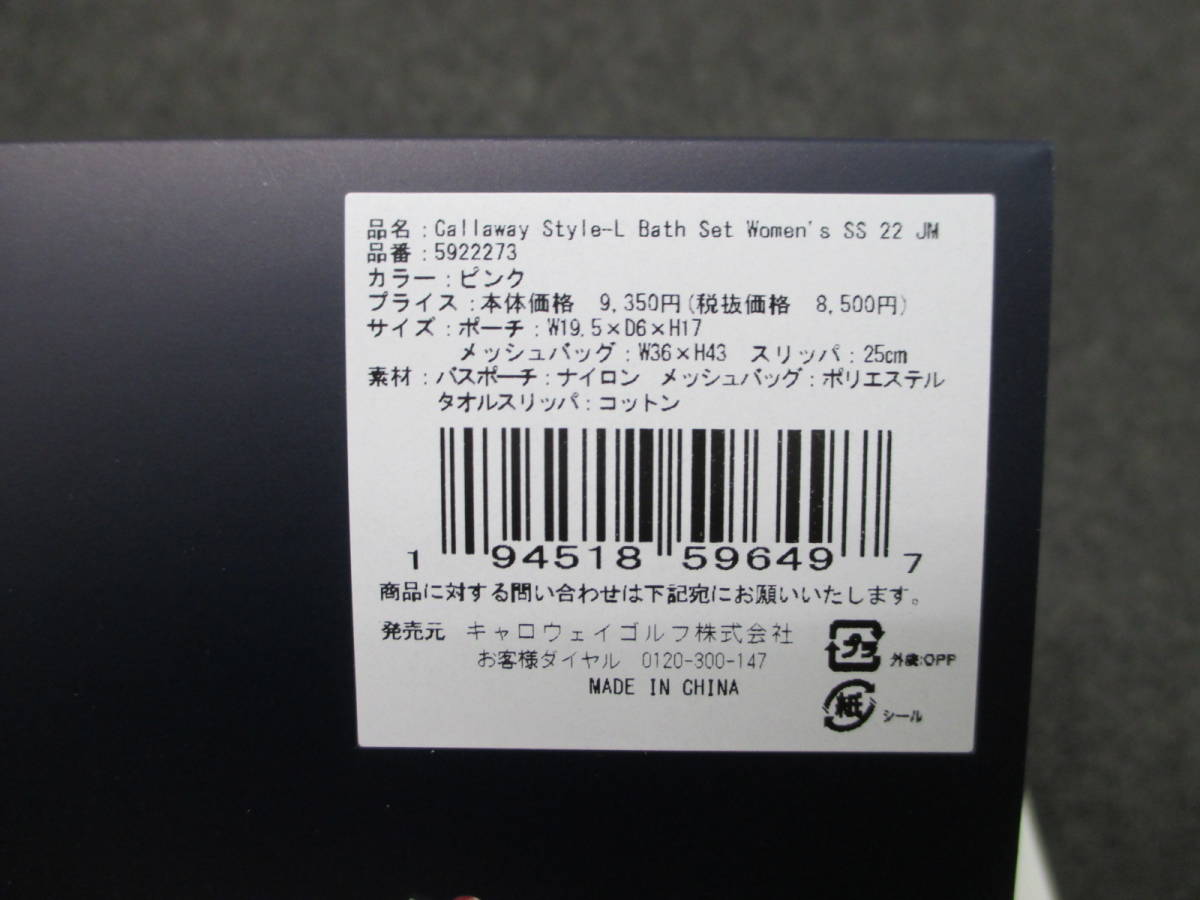 品名:Callaway Style-L Bath Set Women's SS 22 JM
品番:5922273
カラー:ピンク
プライス:本体価格 9,350円(税抜価格 8,500円)
サイズ:ポーチ:W19.5×D6×H17
メッシュバッグ:W36×H43 スリッパ:25cm
素材:バスポーチ:ナイロン メッシュバッグ:ポリエステル
タオルスリッパ:コットン
1 94518 59649 7
商品に対する問い合わせは下記宛にお願いいたします。
発売元 キャロウェイゴルフ株式会社
お客様ダイヤル 0120-300-147
MADE IN CHINA
プラ 外装:OPP
紙 シール